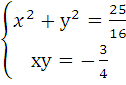 x² + y² = 25/16
xy = −3/4